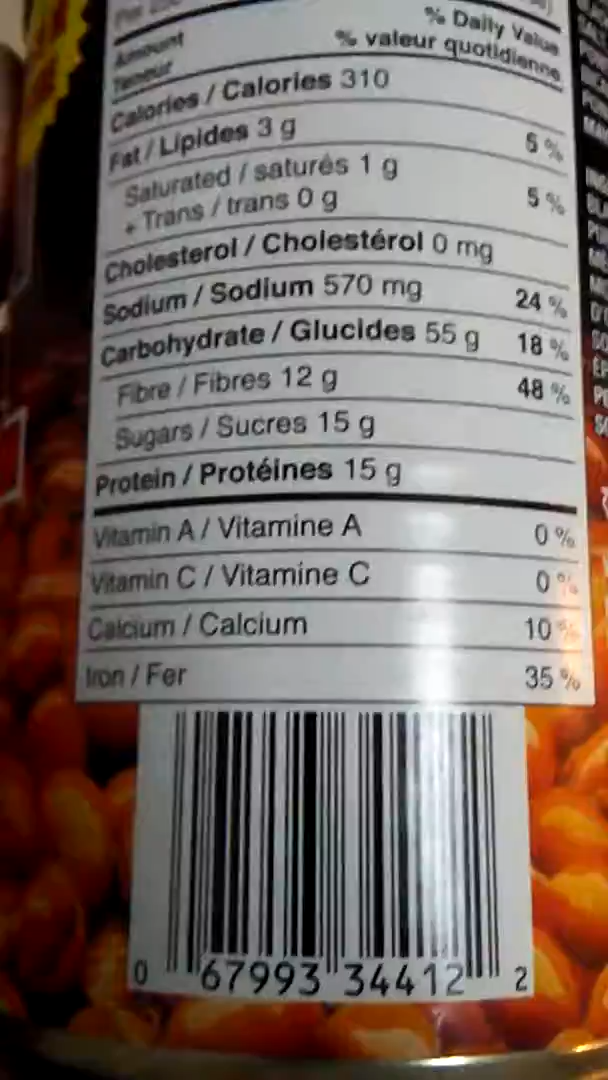 Per
Amount % Daily Value
Teneur % valeur quotidienne
Calories / Calories 310
Fat / Lipides 3 g 5 %
Saturated / saturés 1 g
+ Trans / trans 0 g 5 %
Cholesterol / Cholestérol 0 mg
Sodium / Sodium 570 mg 24 %
Carbohydrate / Glucides 55 g 18 %
Fibre / Fibres 12 g 48 %
Sugars / Sucres 15 g
Protein / Protéines 15 g
Vitamin A / Vitamine A 0 %
Vitamin C / Vitamine C 0 %
Calcium / Calcium 10 %
Iron / Fer 35 %
0 67993 34412 2